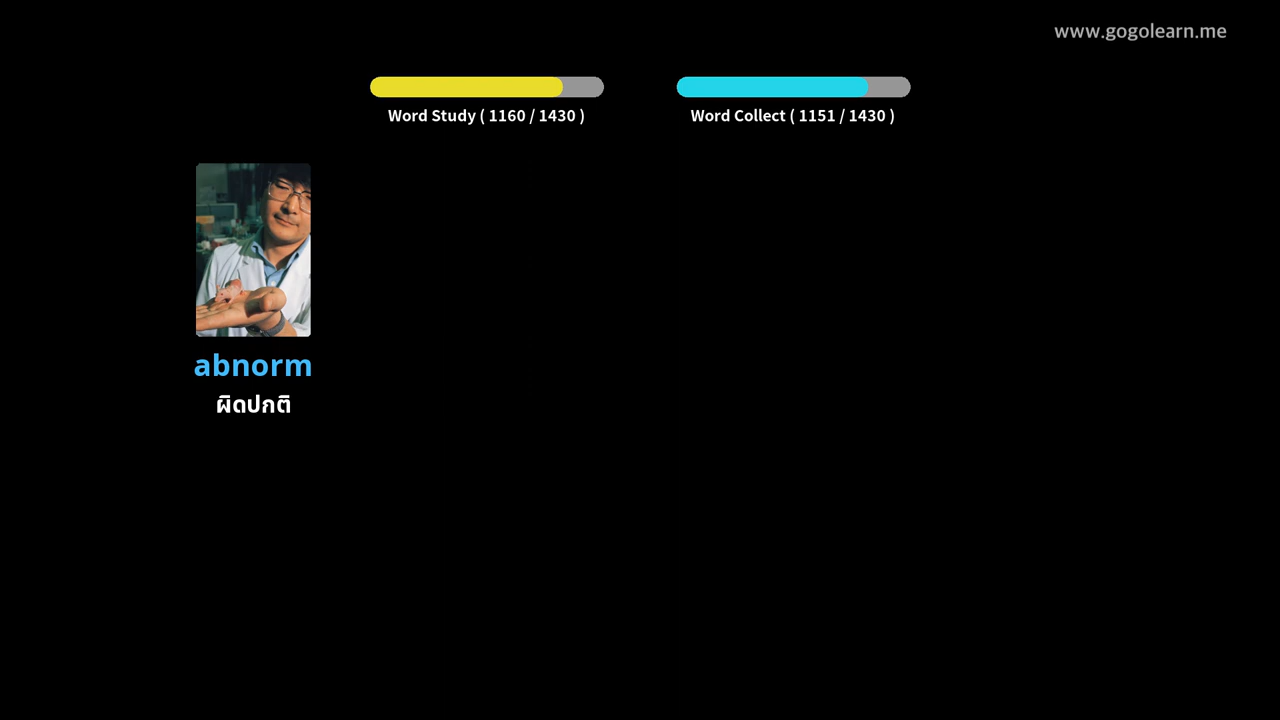 www.gogolearn.me
Word Study ( 1160 / 1430 )
Word Collect ( 1151 / 1430 )
abnorm
ผิดปกติ